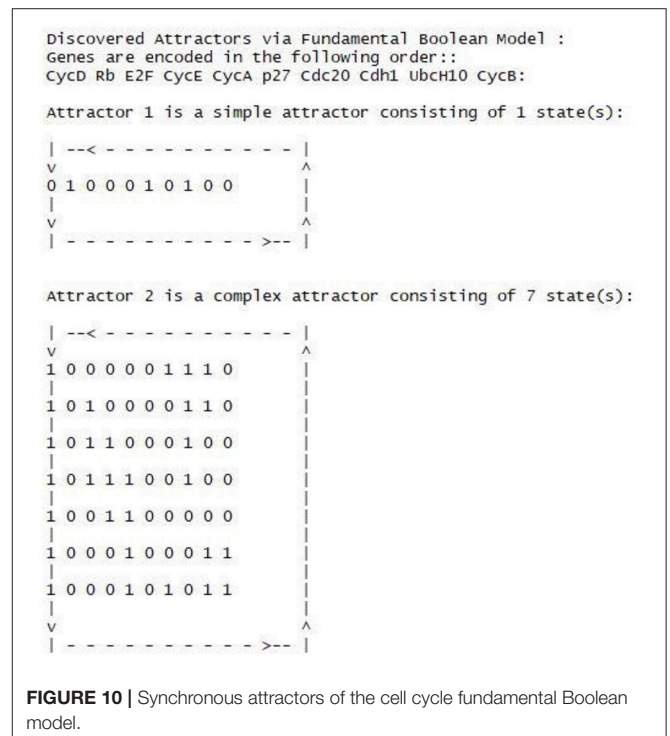 Discovered Attractors via Fundamental Boolean Model :
Genes are encoded in the following order::
CycD Rb E2F CycE CycA p27 Cdc20 Cdh1 UbcH10 CycB:
Attractor 1 is a simple attractor consisting of 1 state(s):
| --< - - - - - - - - - - |
v ^
0 1 0 0 0 1 0 1 0 0 |
| |
v ^
| - - - - - - - - - - >-- |
Attractor 2 is a complex attractor consisting of 7 state(s):
| --< - - - - - - - - - - |
v ^
1 0 0 0 0 0 1 1 1 0 |
| |
1 0 1 0 0 0 0 1 1 0 |
| |
1 0 1 1 0 0 0 1 0 0 |
| |
1 0 1 1 1 0 0 1 0 0 |
| |
1 0 0 1 1 0 0 0 0 0 |
| |
1 0 0 0 1 0 0 0 1 1 |
| |
1 0 0 0 1 0 1 0 1 1 |
| |
v ^
| - - - - - - - - - - >-- |
FIGURE 10 | Synchronous attractors of the cell cycle fundamental Boolean
model.